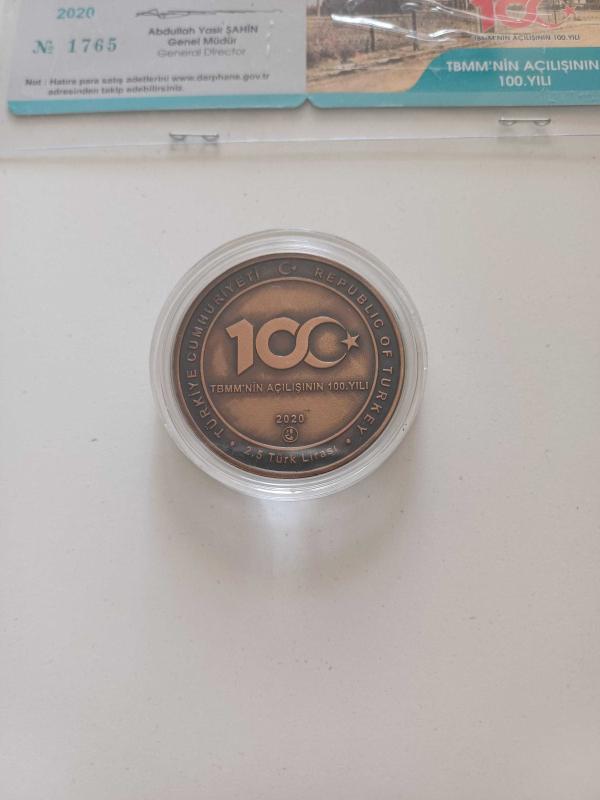 2020
№ 1765
Abdullah Yasir ŞAHİN
Genel Müdür
General Director
Not : Hatıra para satış adetlerini www.darphane.gov.tr
adresinden takip edebilirsiniz.
100
TBMM'NİN AÇILIŞININ 100.YILI
TBMM'NİN AÇILIŞININ
100.YILI
TÜRKİYE CUMHURİYETİ REPUBLIC OF TURKEY
100
TBMM'NİN AÇILIŞININ 100.YILI
2020
• 2.5 Türk Lirası •